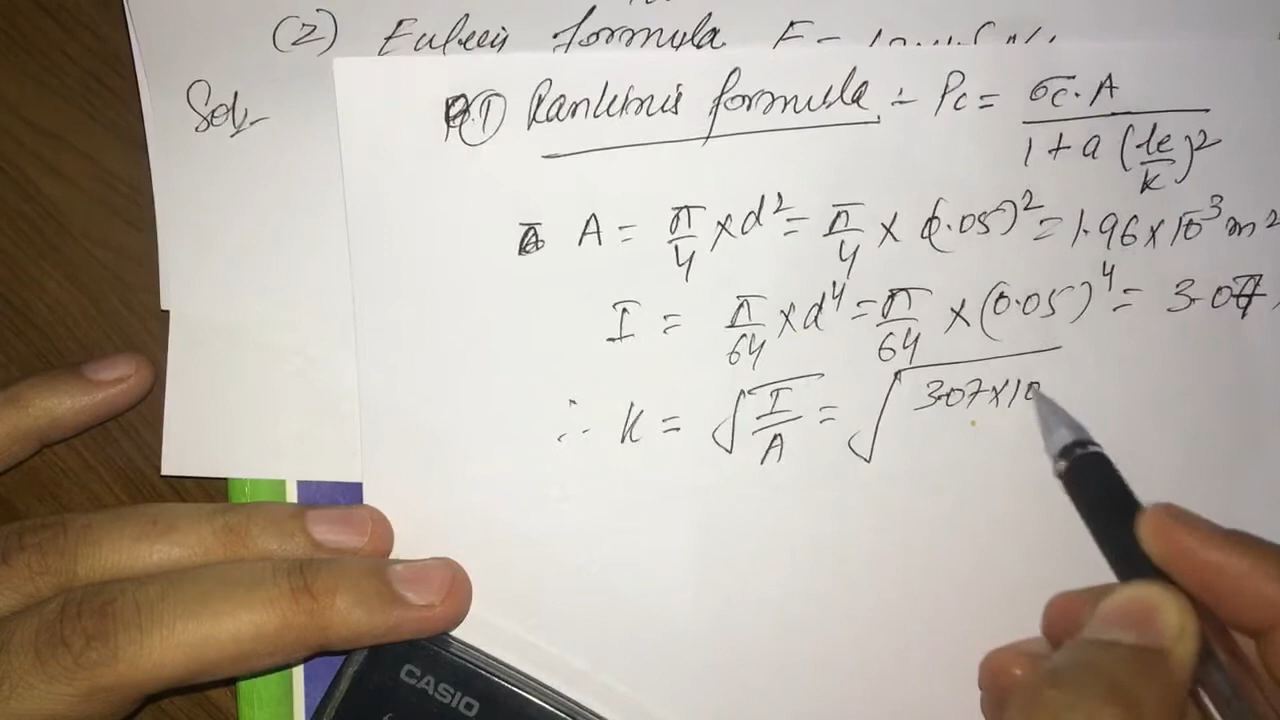 (2) Euler's formula E =
Sol.
(1) Rankine's formula :- Pc = σc.A / 1 + a (le/k)²
A = π/4 × d² = π/4 × (0.05)² = 1.96 × 10⁻³ m²
I = π/64 × d⁴ = π/64 × (0.05)⁴ = 3.07
∴ K = √(I/A) = √(3.07×10
CASIO